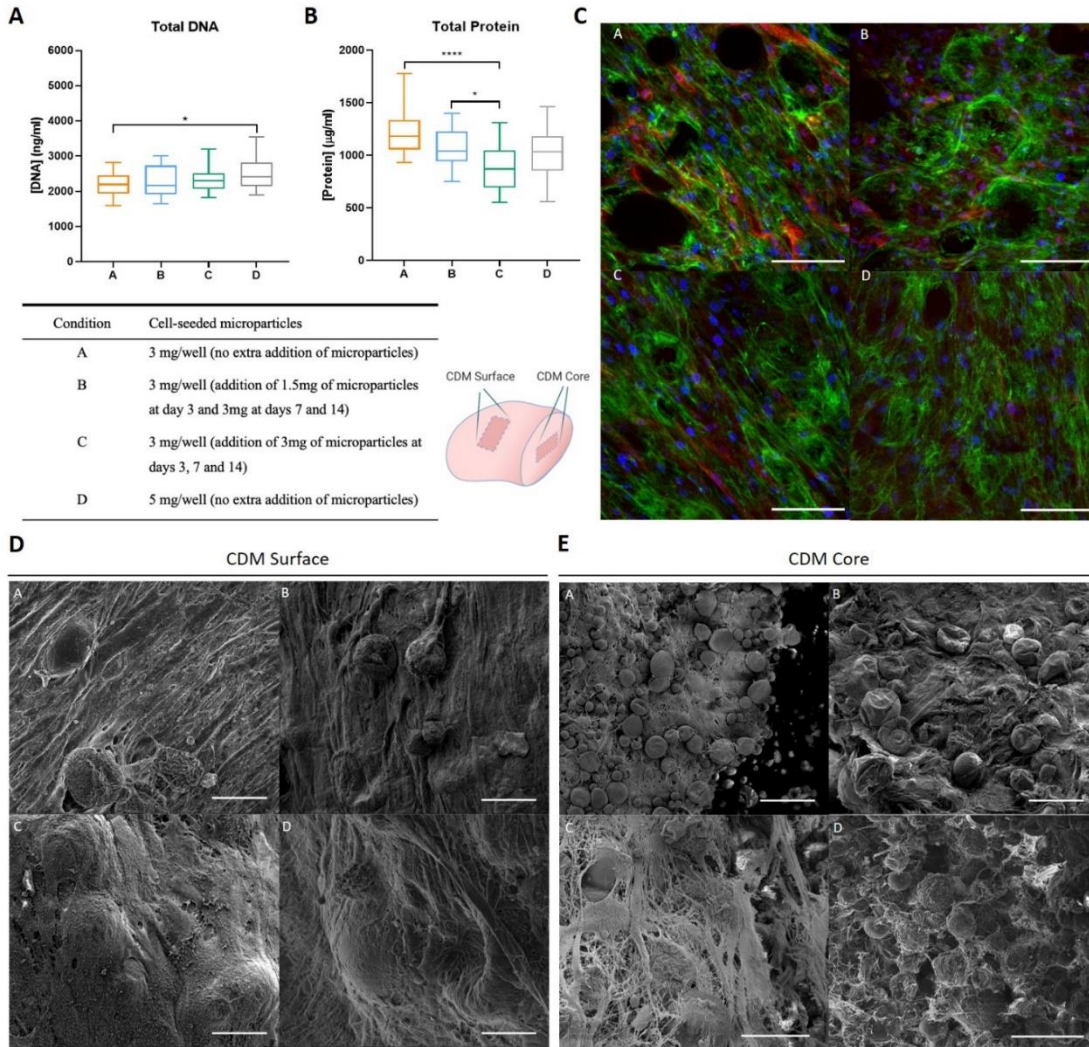 A
Total DNA
[DNA] (ng/ml)
6000
5000
4000
3000
2000
1000
0
*
A B C D
B
Total Protein
[Protein] (µg/ml)
2000
1500
1000
500
0
****
*
A B C D
Condition Cell-seeded microparticles
A 3 mg/well (no extra addition of microparticles)
B 3 mg/well (addition of 1.5mg of microparticles
at day 3 and 3mg at days 7 and 14)
C 3 mg/well (addition of 3mg of microparticles at
days 3, 7 and 14)
D 5 mg/well (no extra addition of microparticles)
CDM Surface CDM Core
C
A B
C D
D
CDM Surface
A B
C D
E
CDM Core
A B
C D